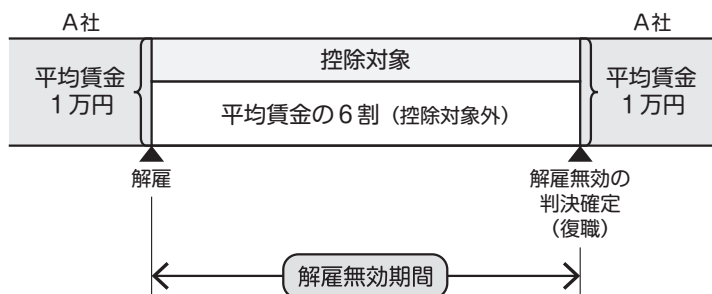 A社
A社
平均賃金
1万円
控除対象
平均賃金の6割（控除対象外）
平均賃金
1万円
解雇
解雇無効の
判決確定
（復職）
解雇無効期間